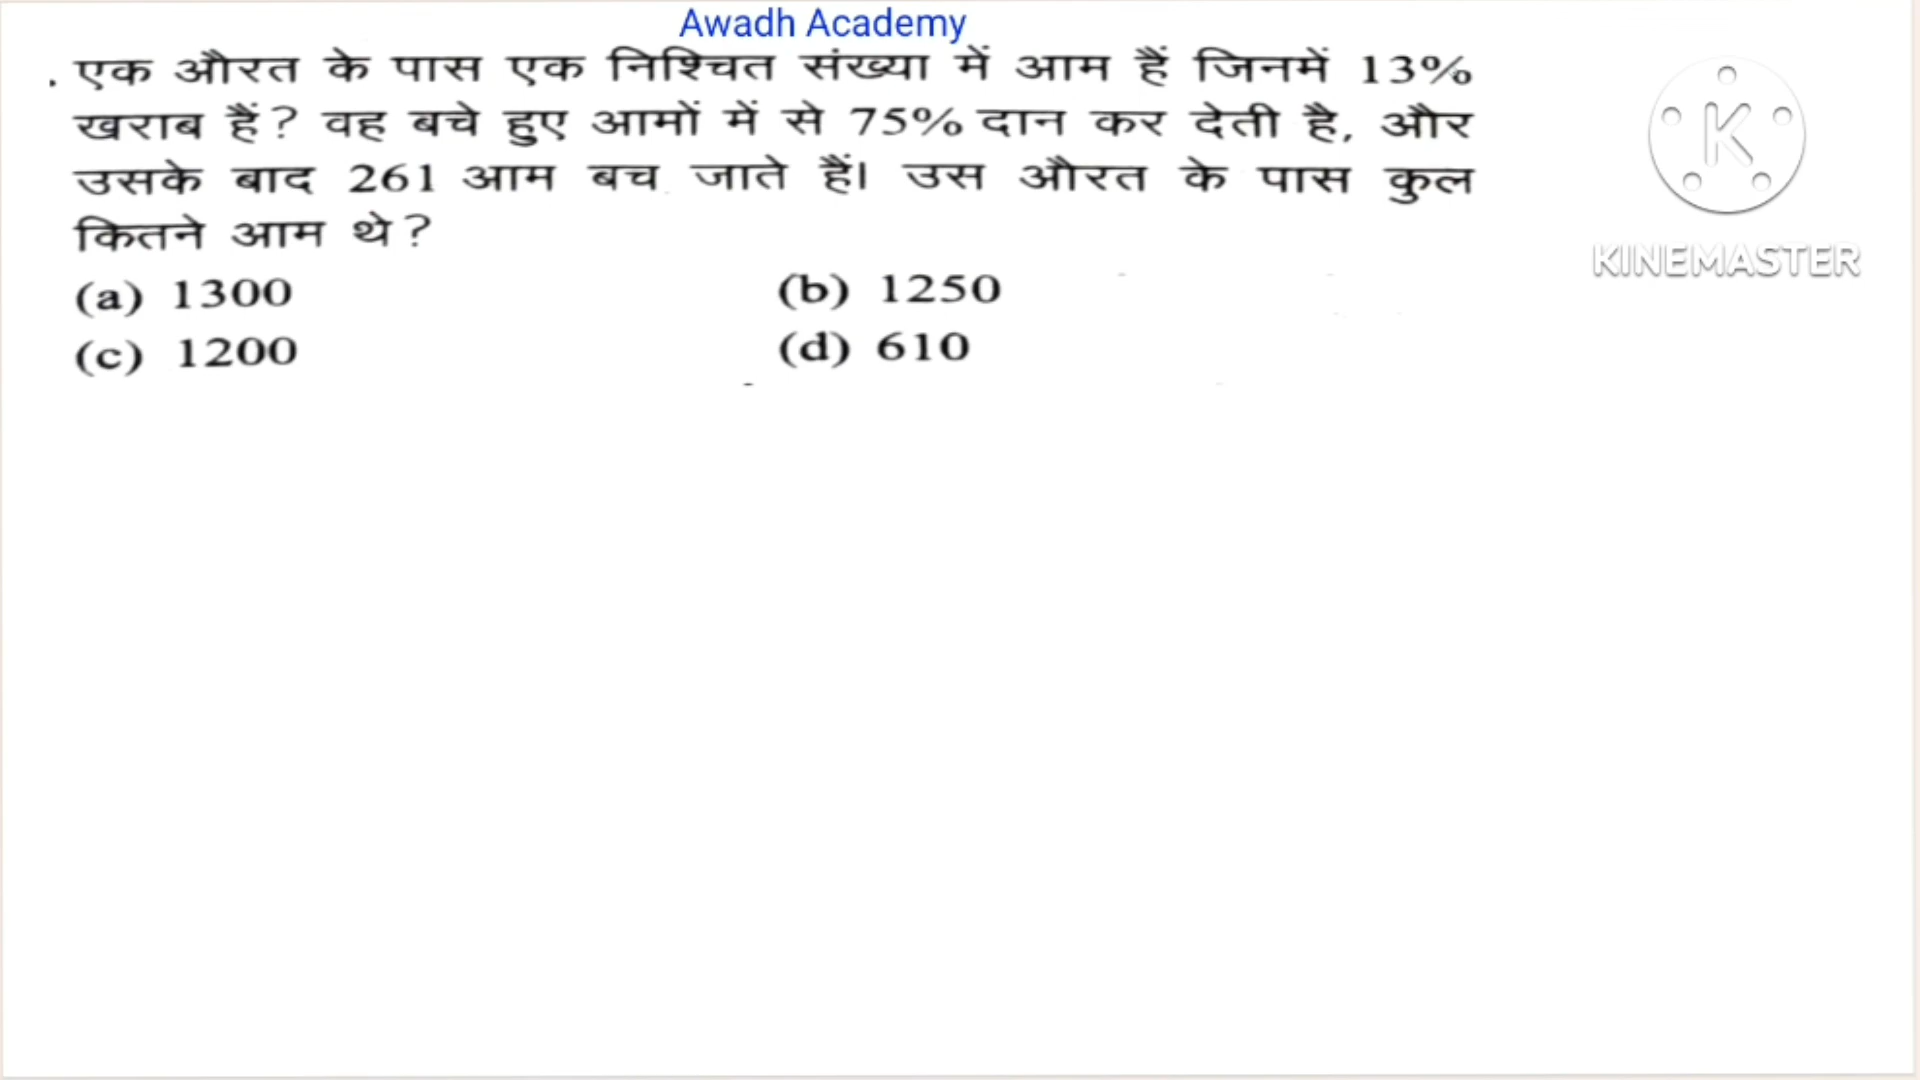 Awadh Academy
. एक औरत के पास एक निश्चित संख्या में आम हैं जिनमें 13%
खराब हैं? वह बचे हुए आमों में से 75% दान कर देती है, और
उसके बाद 261 आम बच जाते हैं। उस औरत के पास कुल
कितने आम थे?
(a) 1300 (b) 1250
(c) 1200 (d) 610
K
KINEMASTER